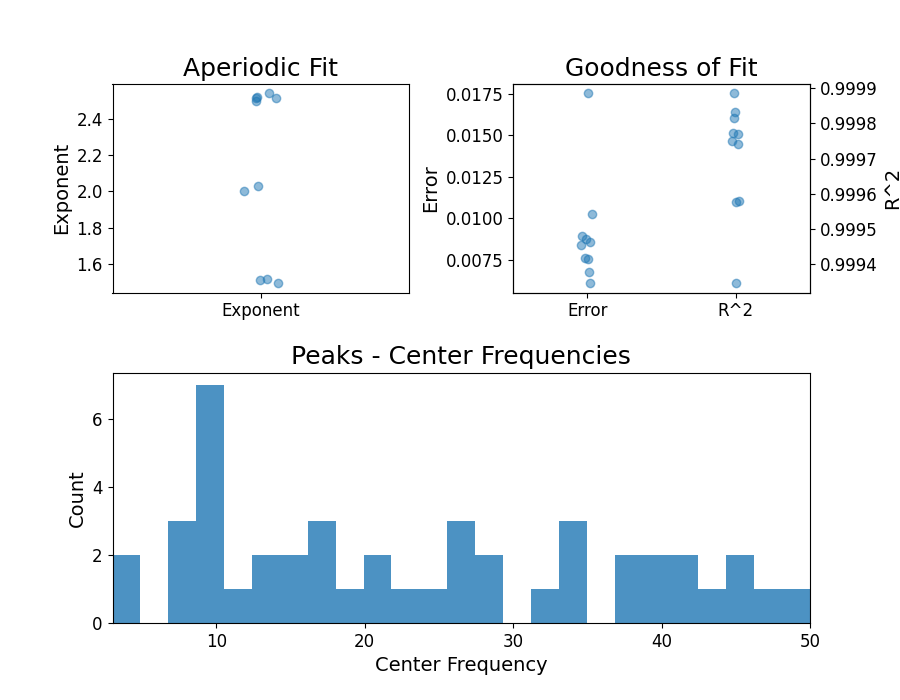 Aperiodic Fit
Exponent
2.4
2.2
2.0
1.8
1.6
Exponent
Goodness of Fit
Error
0.0175
0.0150
0.0125
0.0100
0.0075
0.9999
0.9998
0.9997
0.9996
0.9995
0.9994
R^2
Error R^2
Peaks - Center Frequencies
Count
6
4
2
0
10 20 30 40 50
Center Frequency